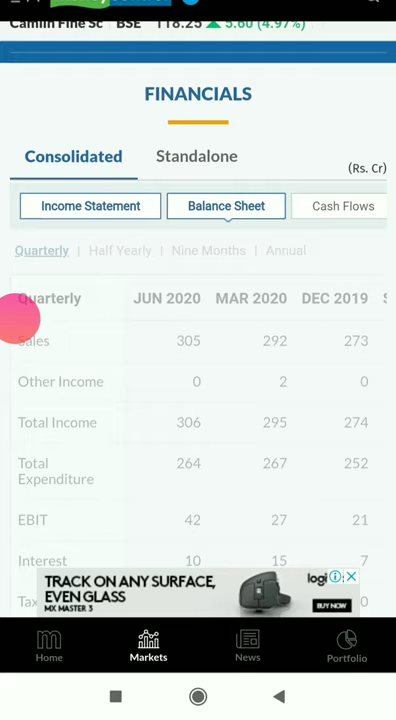 Camlin Fine Sc BSE 118.25 5.60 (4.97%)
FINANCIALS
Consolidated Standalone
(Rs. Cr)
Income Statement Balance Sheet Cash Flows
Quarterly | Half Yearly | Nine Months | Annual
Quarterly JUN 2020 MAR 2020 DEC 2019
Sales 305 292 273
Other Income 0 2 0
Total Income 306 295 274
Total
Expenditure 264 267 252
EBIT 42 27 21
Interest 10 15 7
Tax 0
TRACK ON ANY SURFACE,
EVEN GLASS
MX MASTER 3
logi
BUY NOW
Home Markets News Portfolio